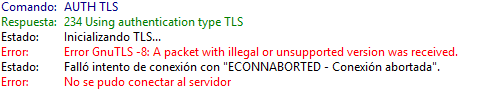 Comando: AUTH TLS
Respuesta: 234 Using authentication type TLS
Estado: Inicializando TLS...
Error: Error GnuTLS -8: A packet with illegal or unsupported version was received.
Estado: Falló intento de conexión con "ECONNABORTED - Conexión abortada".
Error: No se pudo conectar al servidor